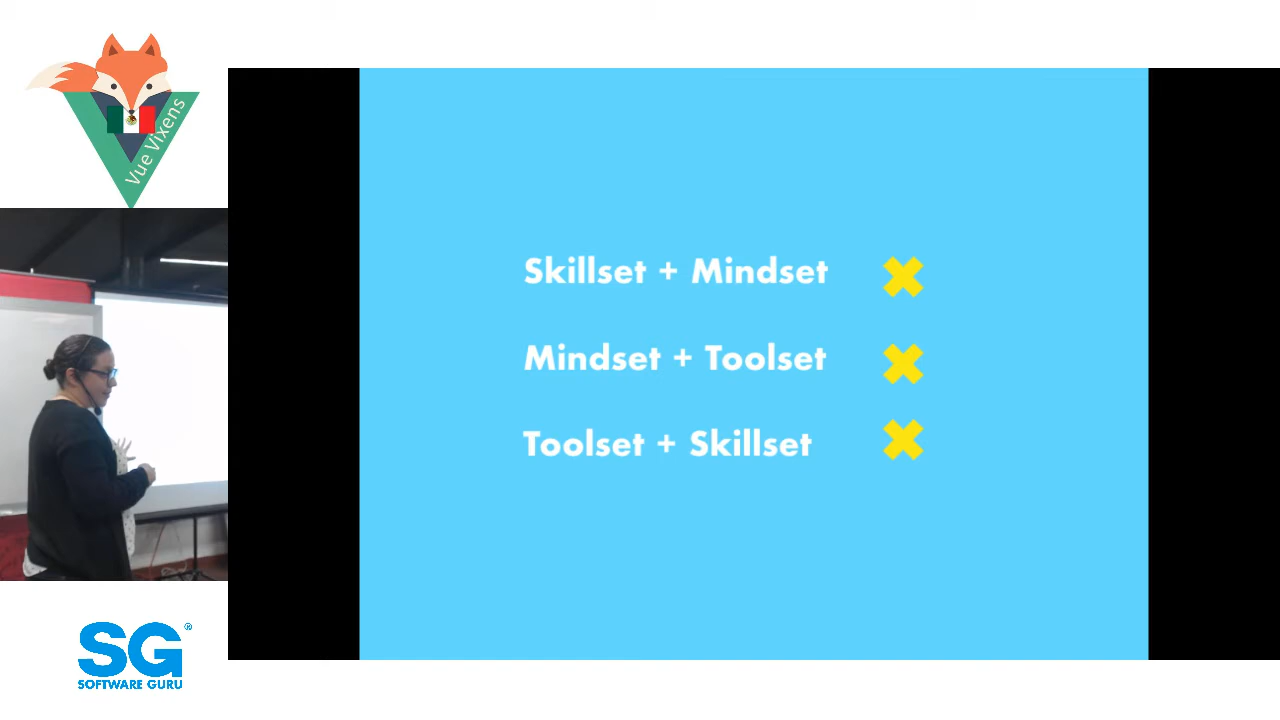 Vue Vixens
Skillset + Mindset
Mindset + Toolset
Toolset + Skillset
SG®
SOFTWARE GURU